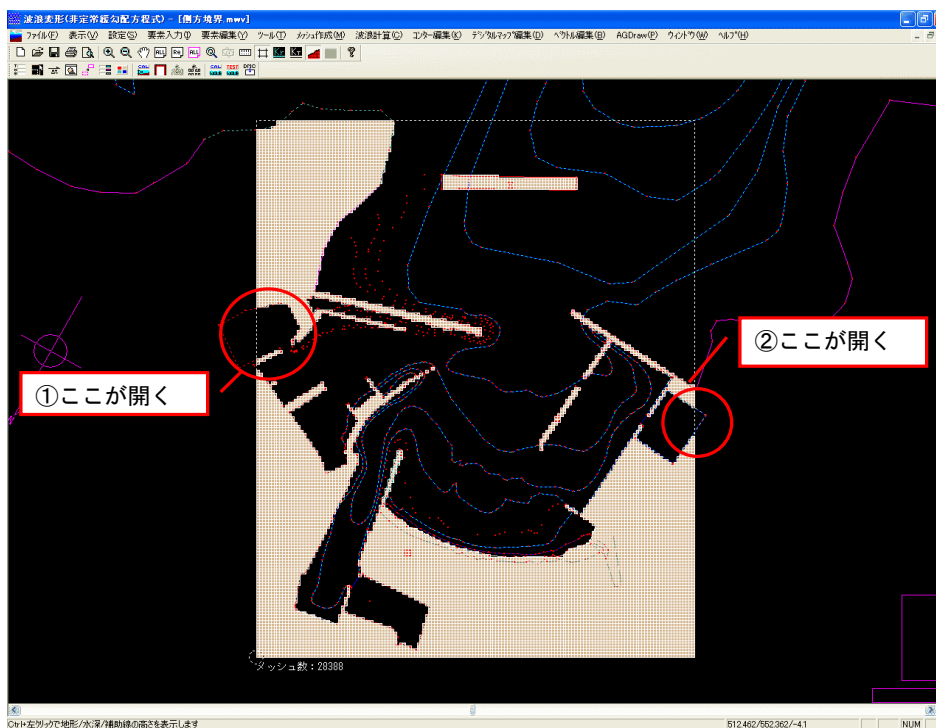 波浪変形(非定常緩勾配方程式) - [側方境界.mwv]
ファイル(F) 表示(V) 設定(S) 要素入力(I) 要素編集(Y) ツール(T) メッシュ作成(M) 波浪計算(C) コンター編集(K) デジタルマップ編集(D) ベクトル編集(B) AGDraw(P) ウィンドウ(W) ヘルプ(H)
①ここが開く
②ここが開く
メッシュ数:28388
Ctrl+左クリックで地形/水深/補助線の高さを表示します
512.462/552.362/-4.1
NUM